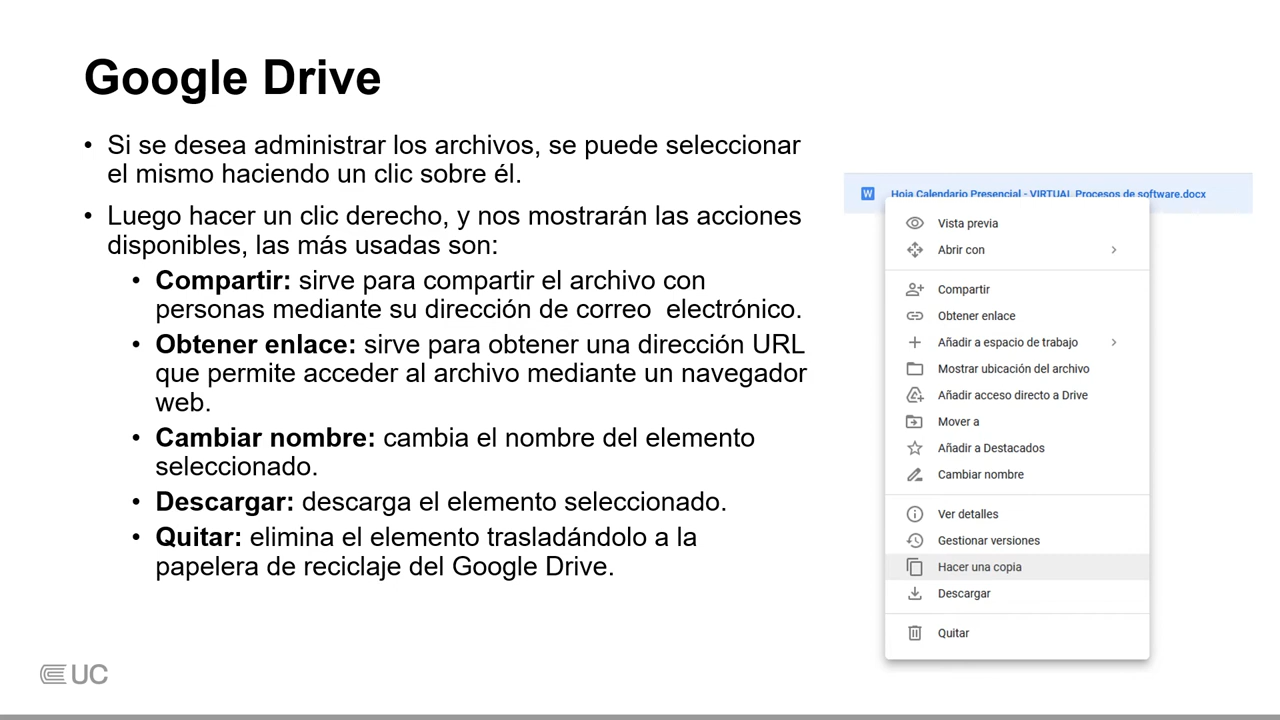 Google Drive
• Si se desea administrar los archivos, se puede seleccionar
el mismo haciendo un clic sobre él.
• Luego hacer un clic derecho, y nos mostrarán las acciones
disponibles, las más usadas son:
• Compartir: sirve para compartir el archivo con
personas mediante su dirección de correo  electrónico.
• Obtener enlace: sirve para obtener una dirección URL
que permite acceder al archivo mediante un navegador
web.
• Cambiar nombre: cambia el nombre del elemento
seleccionado.
• Descargar: descarga el elemento seleccionado.
• Quitar: elimina el elemento trasladándolo a la
papelera de reciclaje del Google Drive.
W Hoja Calendario Presencial - VIRTUAL Procesos de software.docx
Vista previa
Abrir con
Compartir
Obtener enlace
Añadir a espacio de trabajo
Mostrar ubicación del archivo
Añadir acceso directo a Drive
Mover a
Añadir a Destacados
Cambiar nombre
Ver detalles
Gestionar versiones
Hacer una copia
Descargar
Quitar
UC